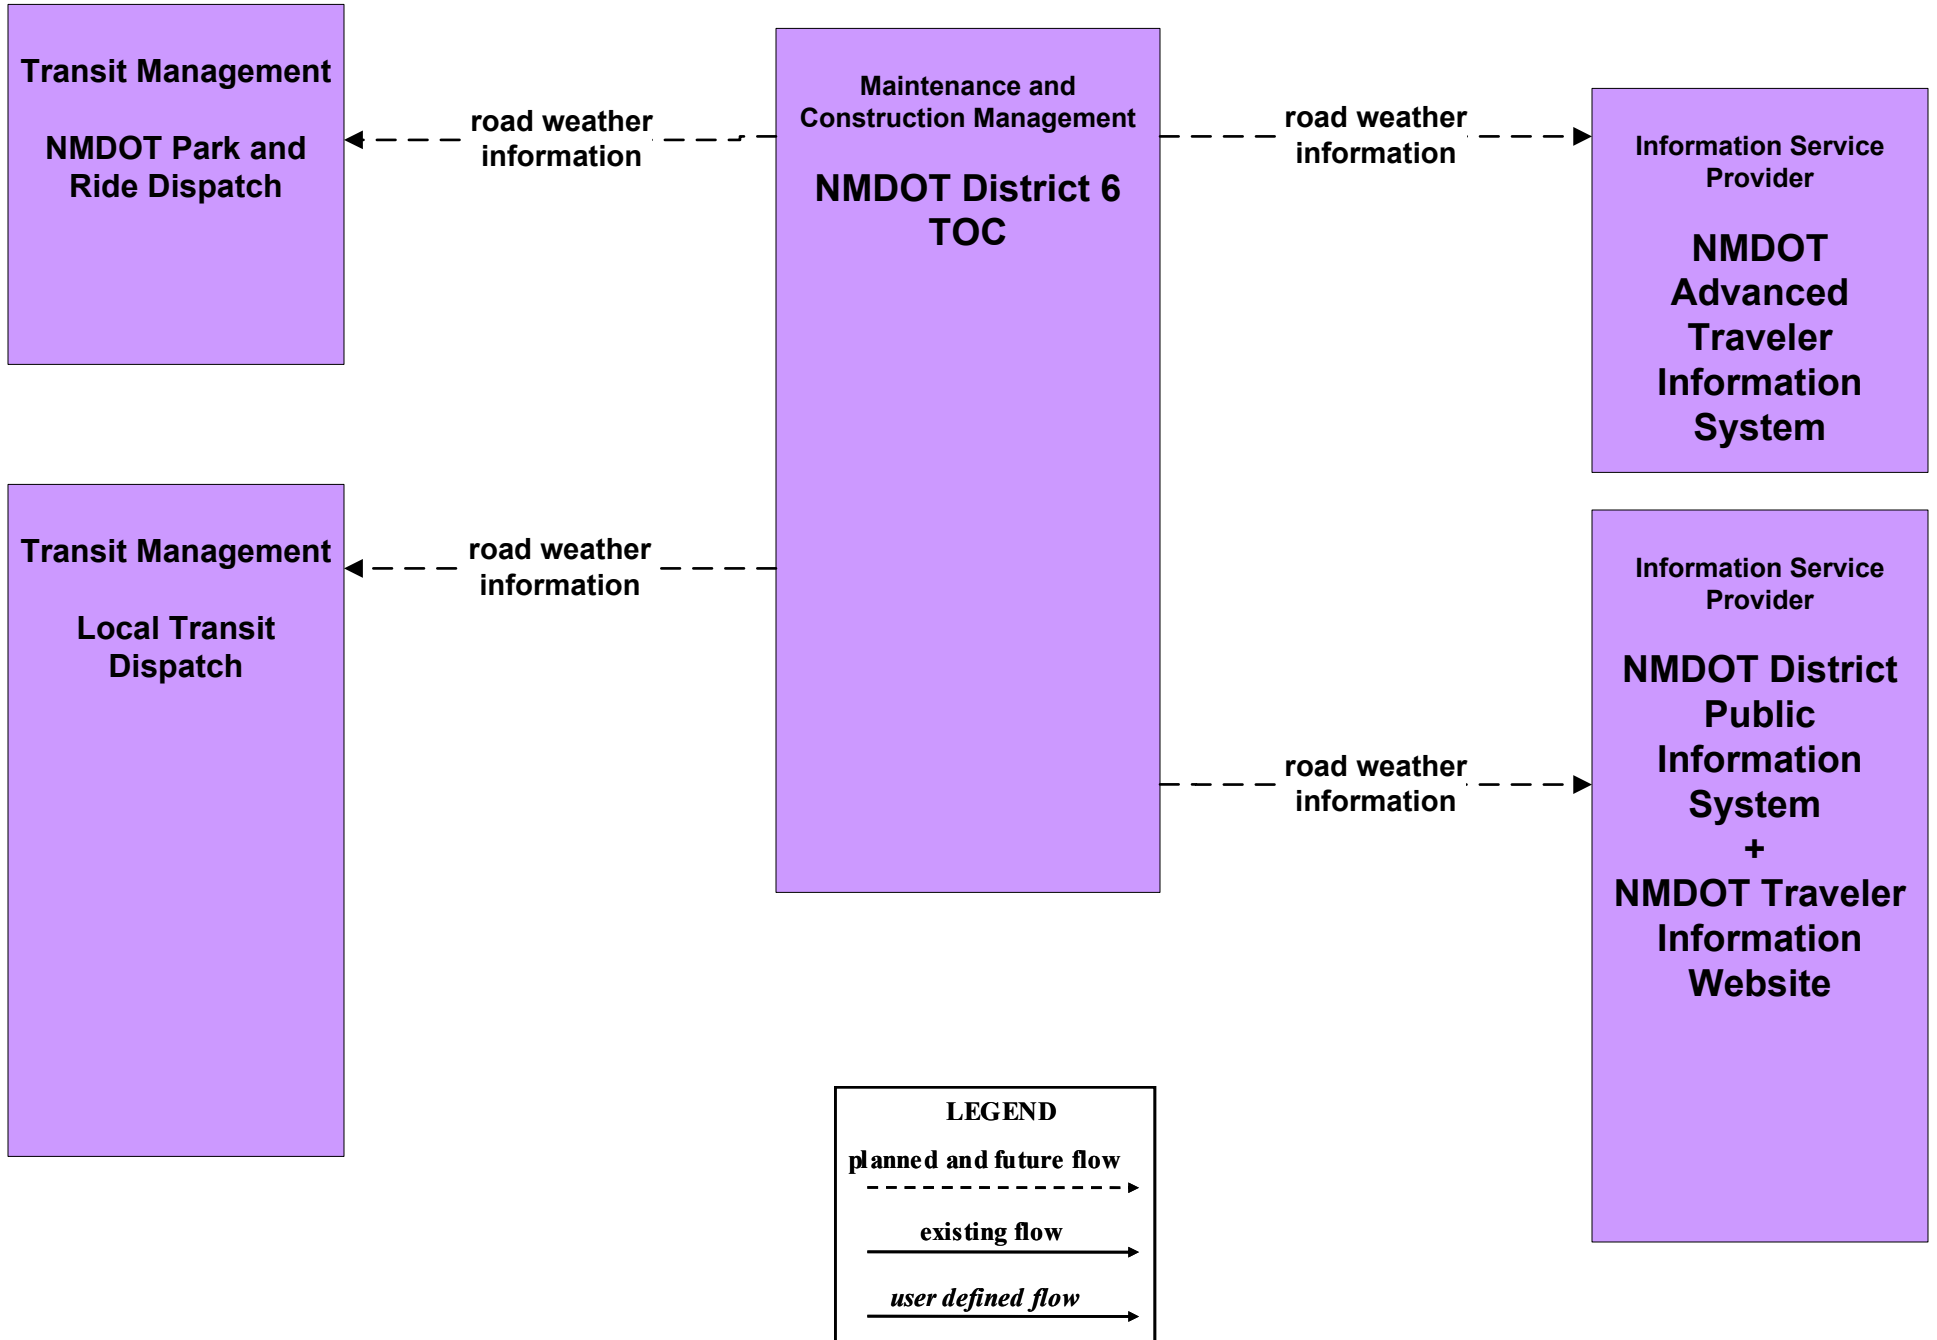 Transit Management
NMDOT Park and
Ride Dispatch
road weather
information
Maintenance and
Construction Management
NMDOT District 6
TOC
road weather
information
Information Service
Provider
NMDOT
Advanced
Traveler
Information
System
Transit Management
Local Transit
Dispatch
road weather
information
road weather
information
Information Service
Provider
NMDOT District
Public
Information
System
+
NMDOT Traveler
Information
Website
LEGEND
planned and future flow
existing flow
user defined flow